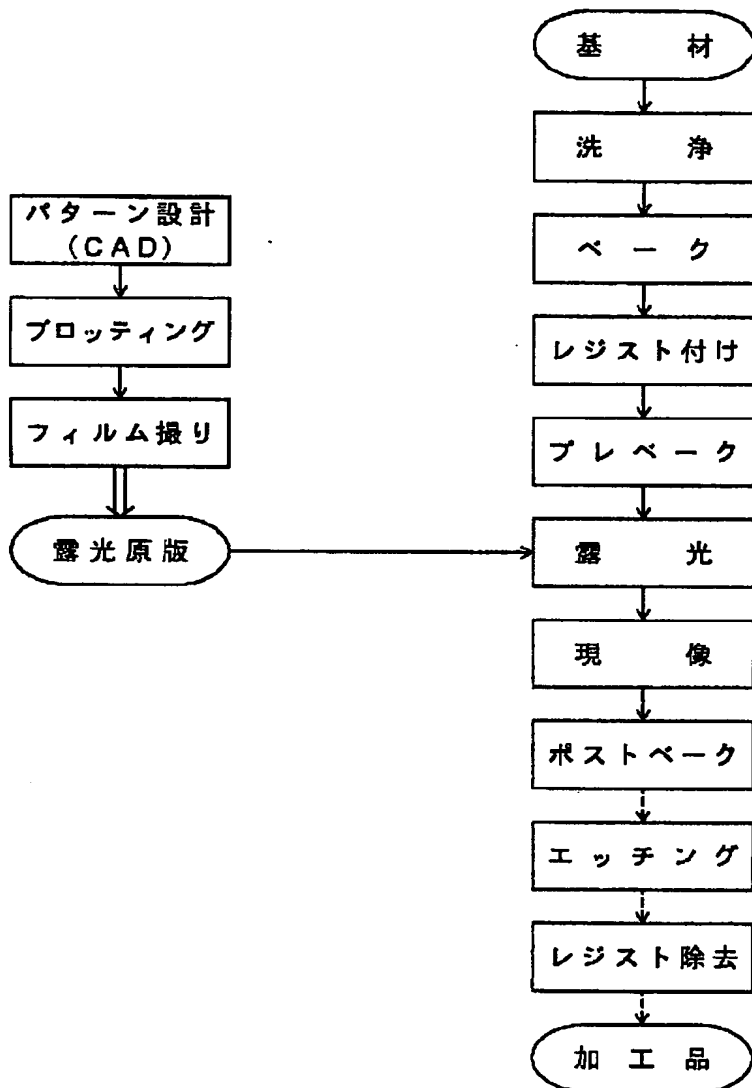 パターン設計
(CAD)
プロッティング
フィルム撮り
露光原版
基材
洗浄
ベーク
レジスト付け
プレベーク
露光
現像
ポストベーク
エッチング
レジスト除去
加工品